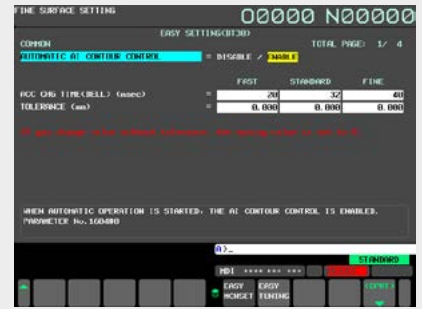 FINE SURFACE SETTING
O0000 N00000
EASY SETTING(BT30)
COMMON TOTAL PAGE: 1/ 4
AUTOMATIC AI CONTOUR CONTROL = DISABLE / ENABLE
FAST STANDARD FINE
ACC CHG TIME(BELL) (msec) = 20 32 40
TOLERANCE (mm) = 0.000 0.000 0.000
WHEN AUTOMATIC OPERATION IS STARTED, THE AI CONTOUR CONTROL IS ENABLED.
PARAMETER No.1604#0
A>_
STANDARD
MDI **** *** ***
EASY EASY (OPRT)
MCHSET TUNING